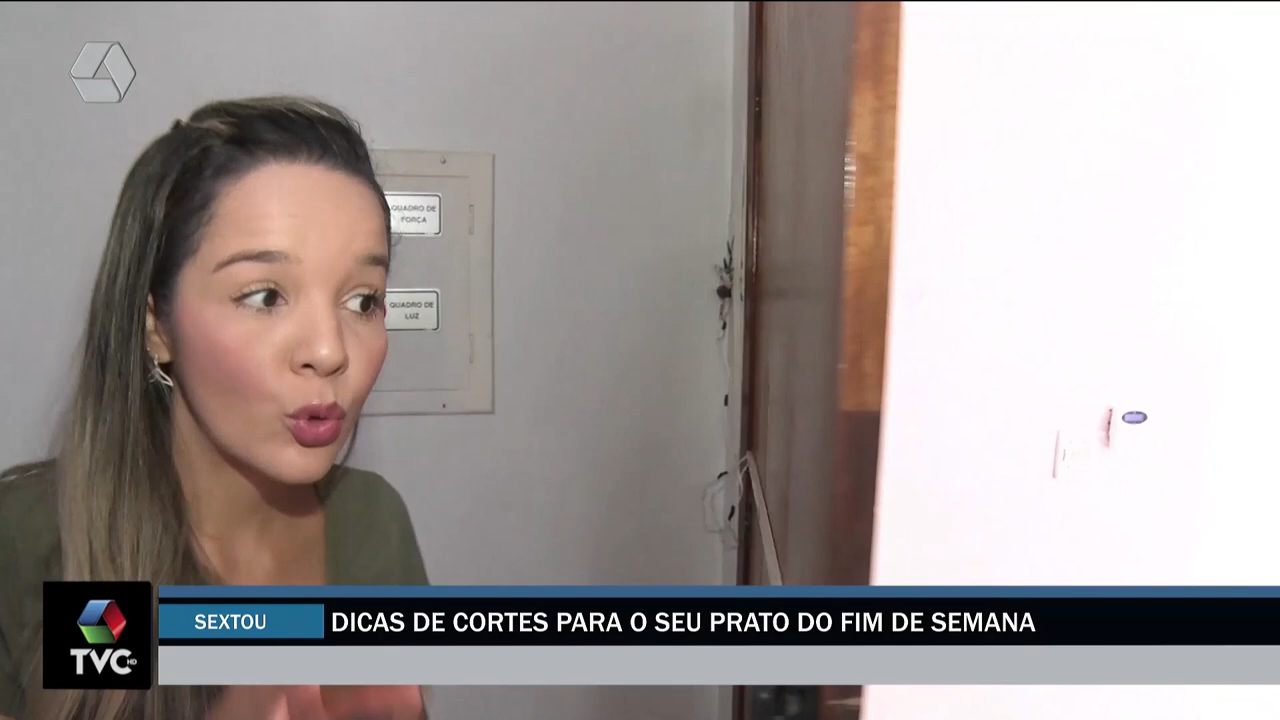 QUADRO DE
FORÇA
QUADRO DE
LUZ
SEXTOU
DICAS DE CORTES PARA O SEU PRATO DO FIM DE SEMANA
TVC HD